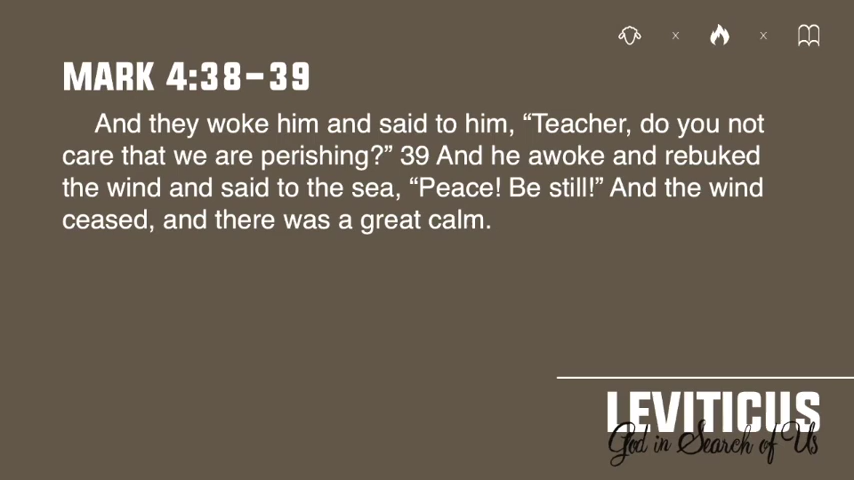 MARK 4:38-39
And they woke him and said to him, “Teacher, do you not
care that we are perishing?” 39 And he awoke and rebuked
the wind and said to the sea, “Peace! Be still!” And the wind
ceased, and there was a great calm.
LEVITICUS
God in Search of Us